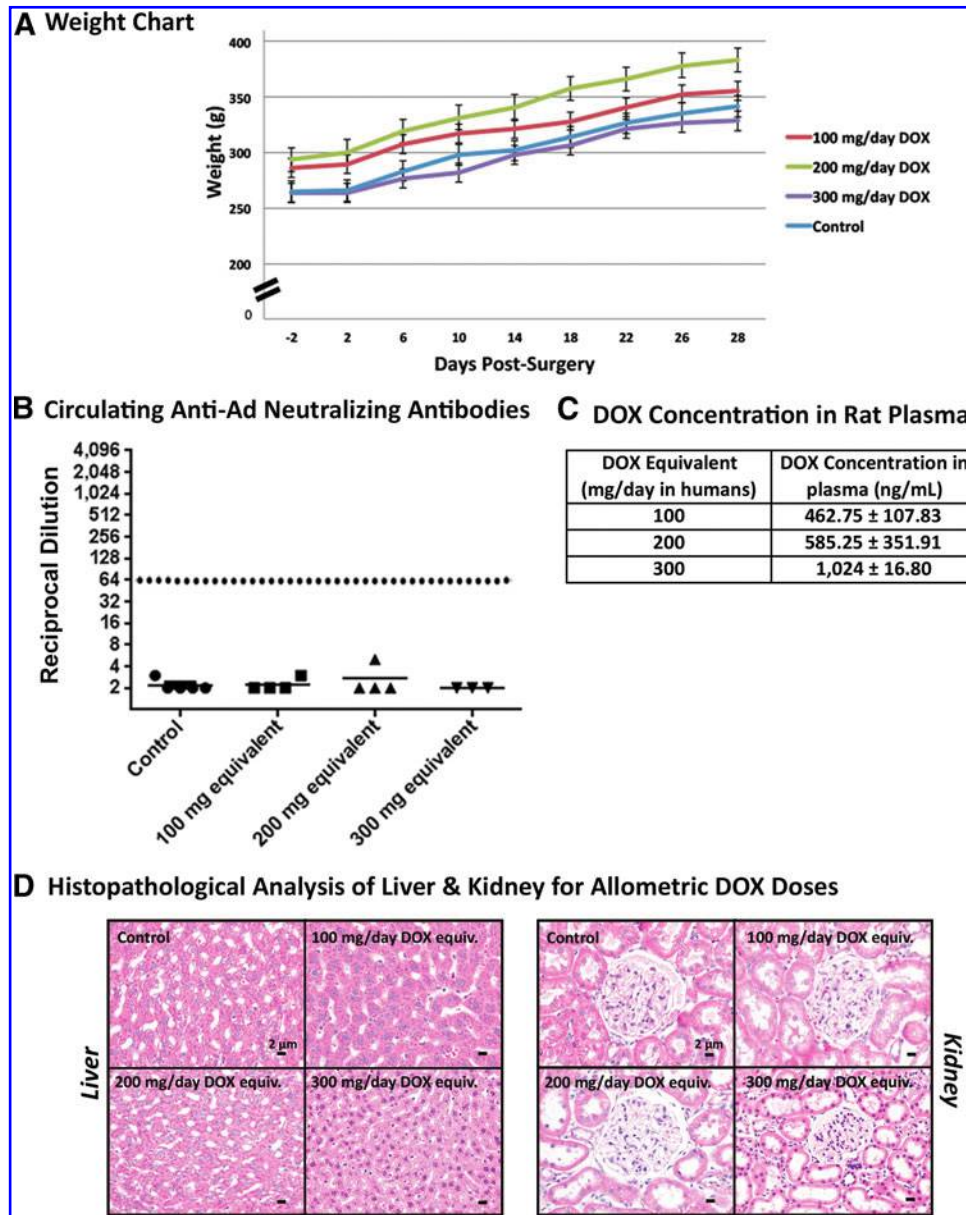 A Weight Chart
400
350
300
250
200
0
Weight (g)
-2 2 6 10 14 18 22 26 28
Days Post-Surgery
100 mg/day DOX
200 mg/day DOX
300 mg/day DOX
Control
B Circulating Anti-Ad Neutralizing Antibodies
4,096
2,048
1,024
512
256
128
64
32
16
8
4
2
Reciprocal Dilution
Control
100 mg equivalent
200 mg equivalent
300 mg equivalent
C DOX Concentration in Rat Plasma
DOX Equivalent DOX Concentration in
(mg/day in humans) plasma (ng/mL)
100 462.75 ± 107.83
200 585.25 ± 351.91
300 1,024 ± 16.80
D Histopathological Analysis of Liver & Kidney for Allometric DOX Doses
Liver
Control 100 mg/day DOX equiv.
2 μm
200 mg/day DOX equiv. 300 mg/day DOX equiv.
Control 100 mg/day DOX equiv.
2 μm
200 mg/day DOX equiv. 300 mg/day DOX equiv.
Kidney